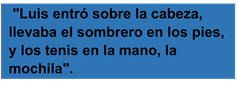 "Luis entró sobre la cabeza,
llevaba el sombrero en los pies,
y los tenis en la mano, la
mochila".